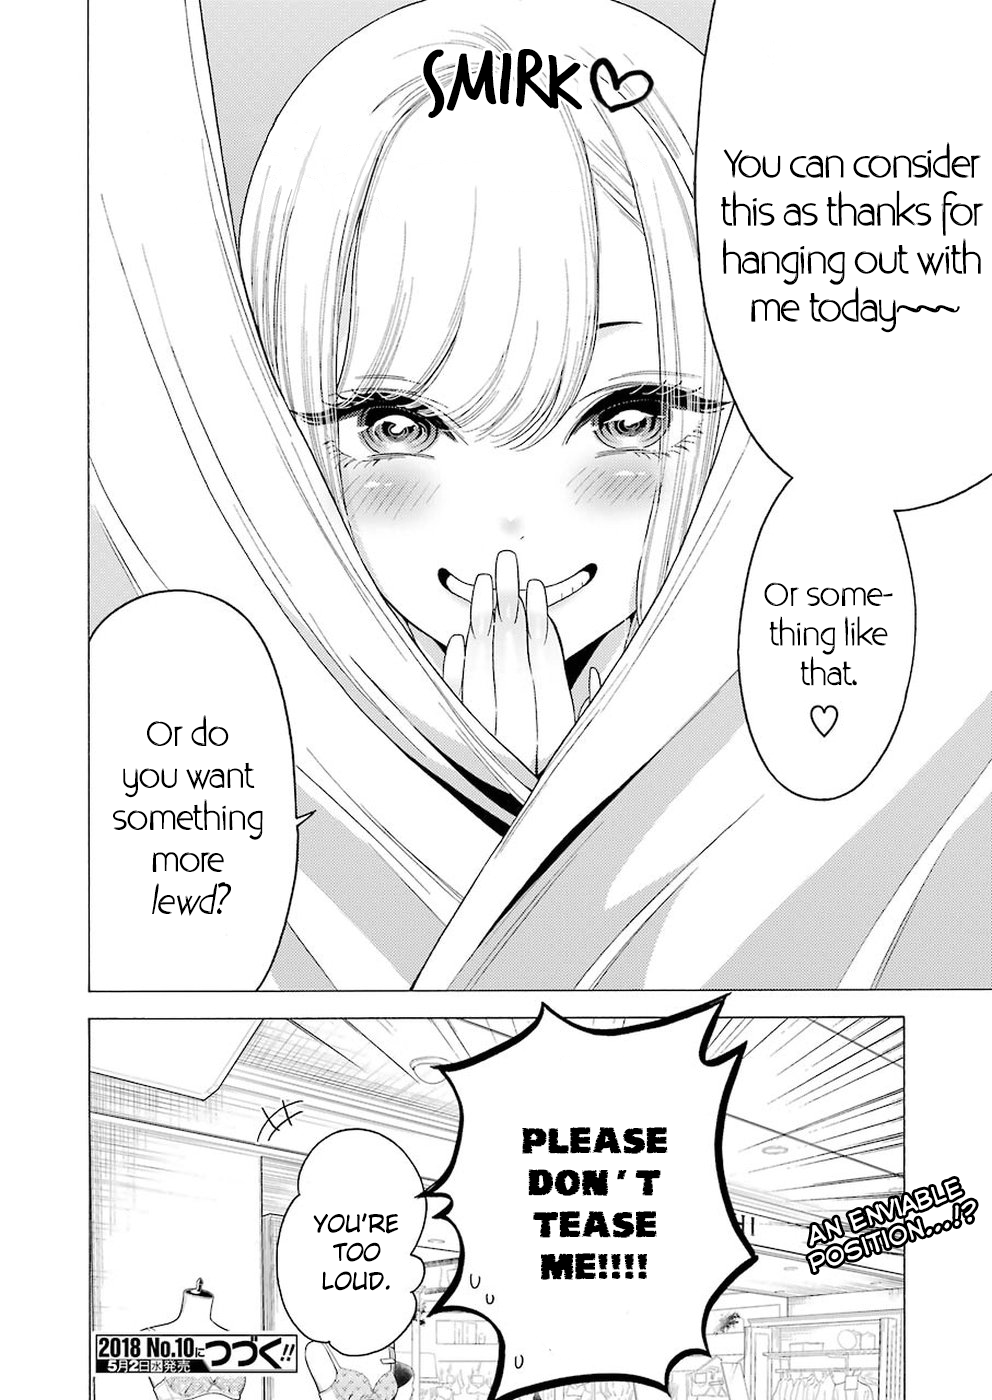 SMIRK♡
You can consider
this as thanks for
hanging out with
me today~~~
Or some-
thing like
that.
♡
Or do
you want
something
more
lewd?
PLEASE
DON'T
TEASE
ME!!!!
YOU'RE
TOO
LOUD.
AN ENVIABLE
POSITION...!?
HI
2018 No.10に
5月2日水発売
つづく!!